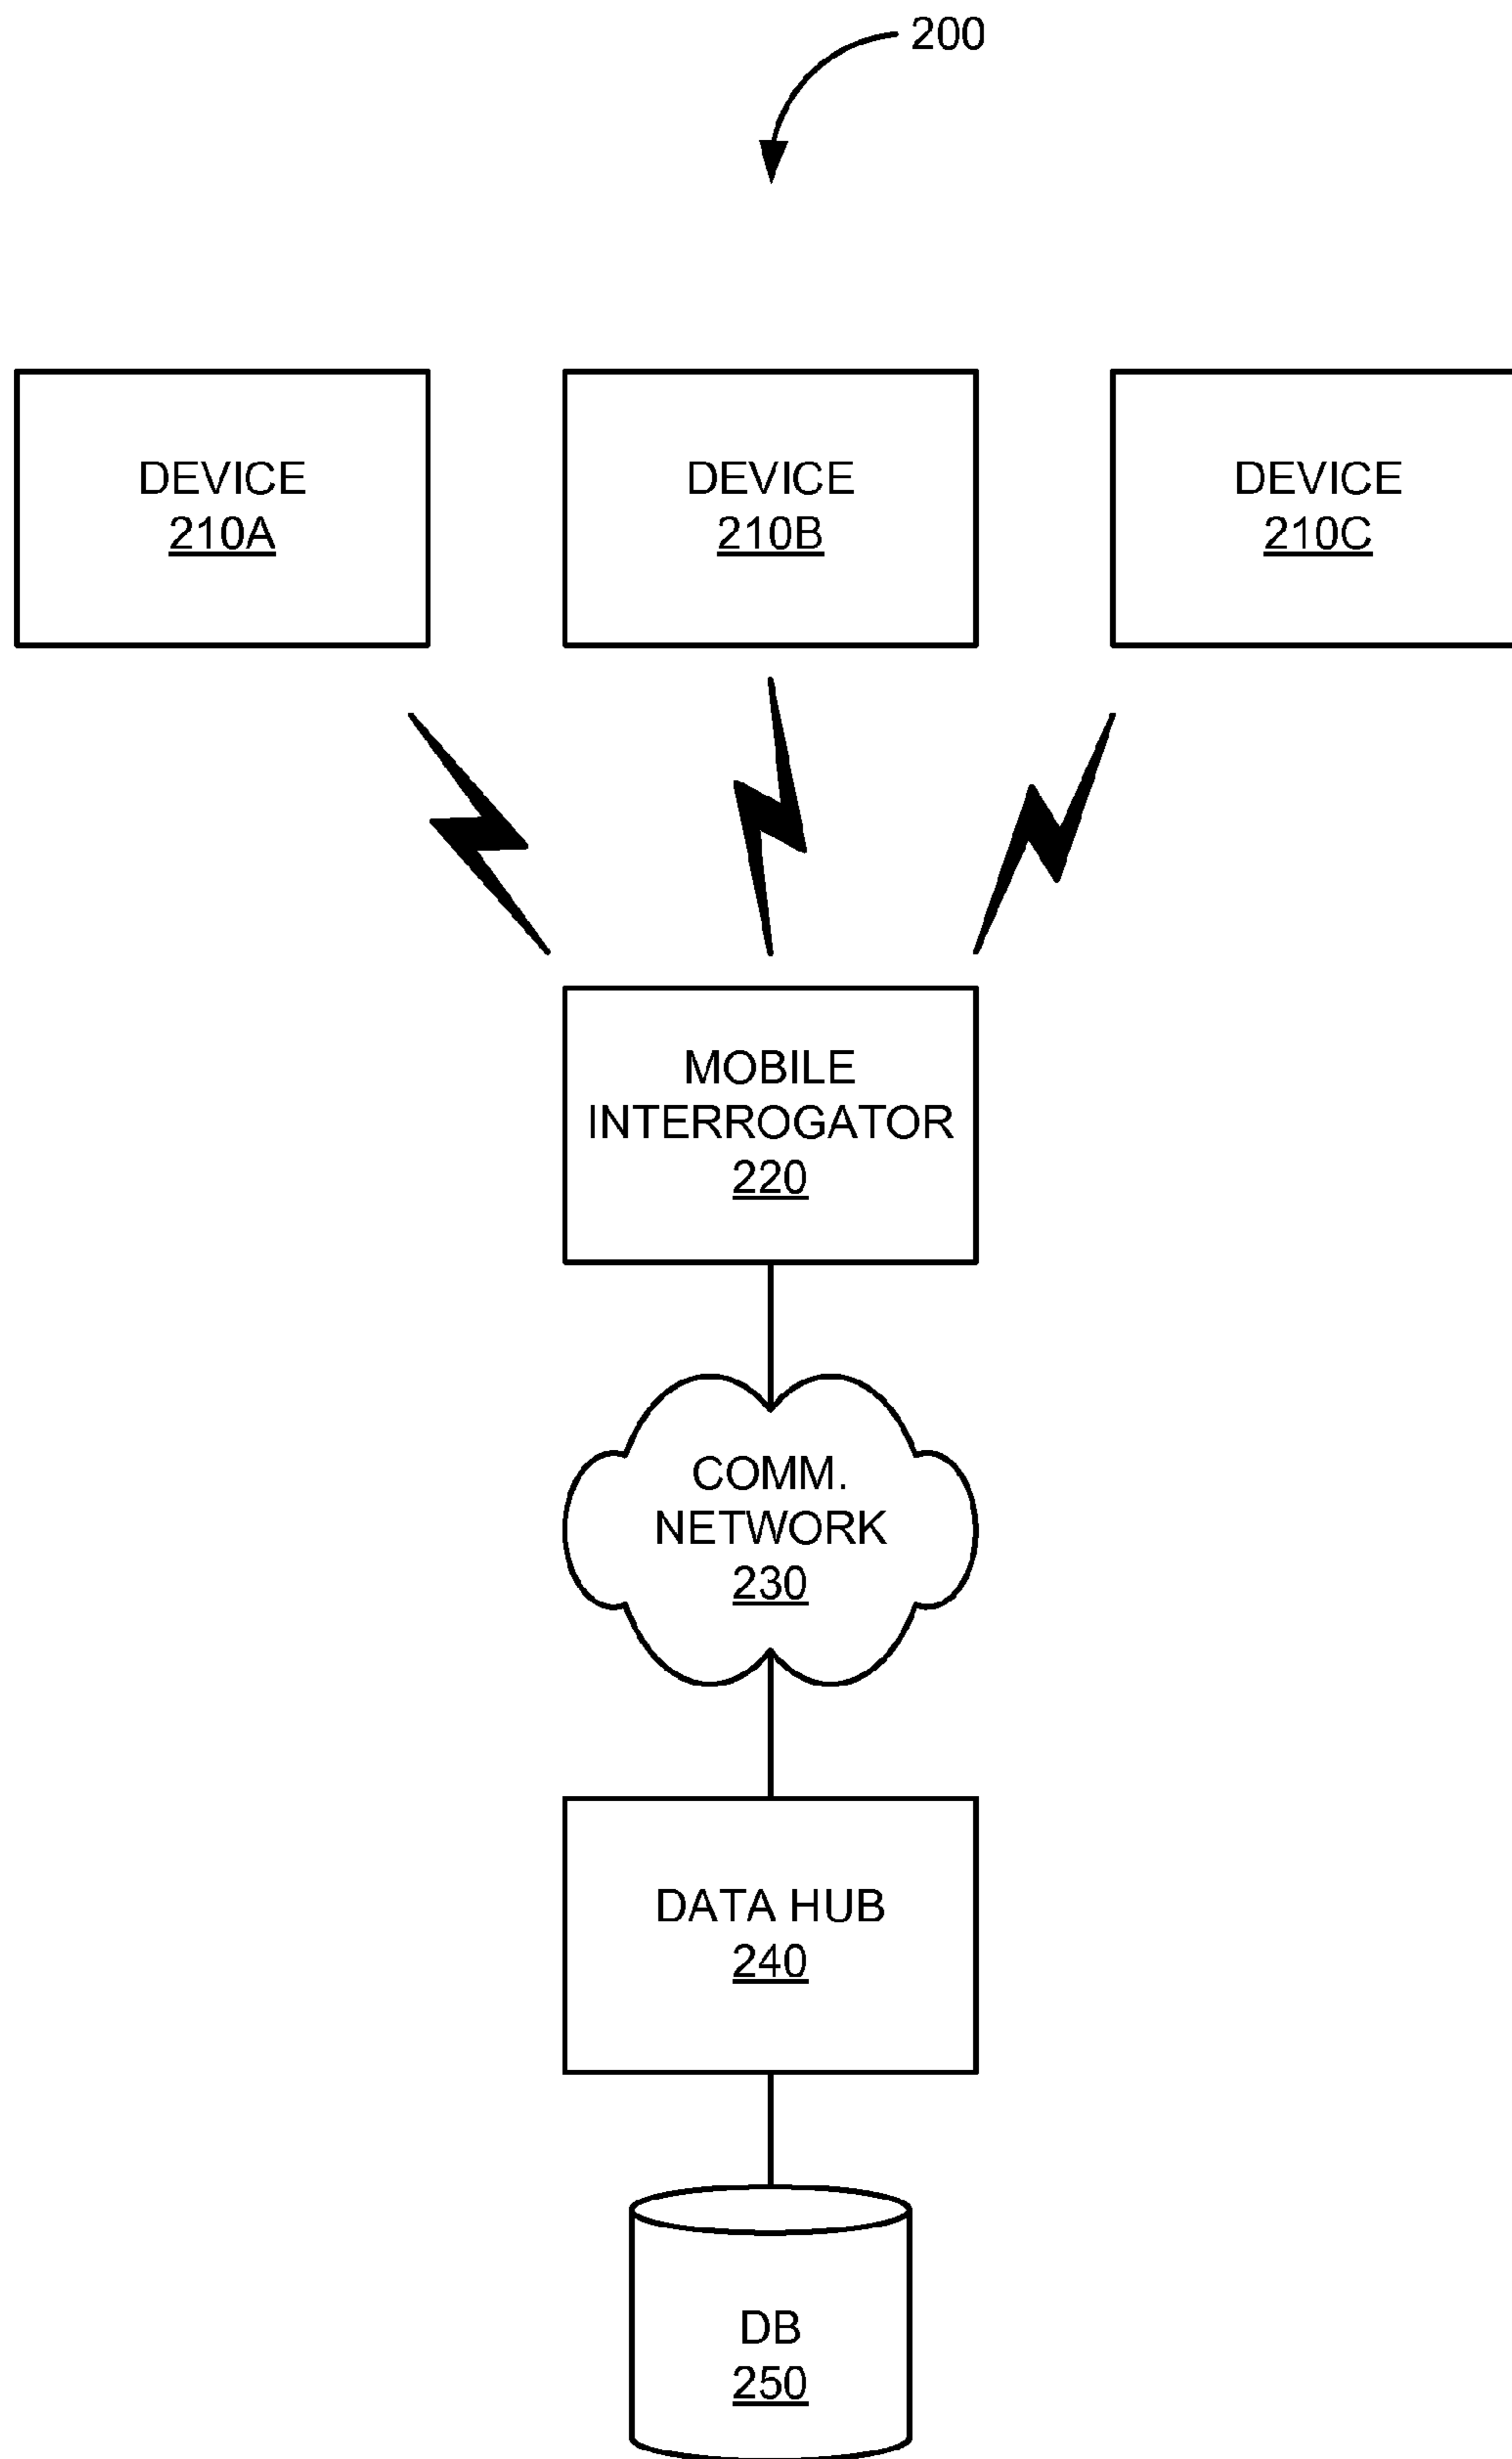 200
DEVICE
210A
DEVICE
210B
DEVICE
210C
MOBILE
INTERROGATOR
220
COMM.
NETWORK
230
DATA HUB
240
DB
250